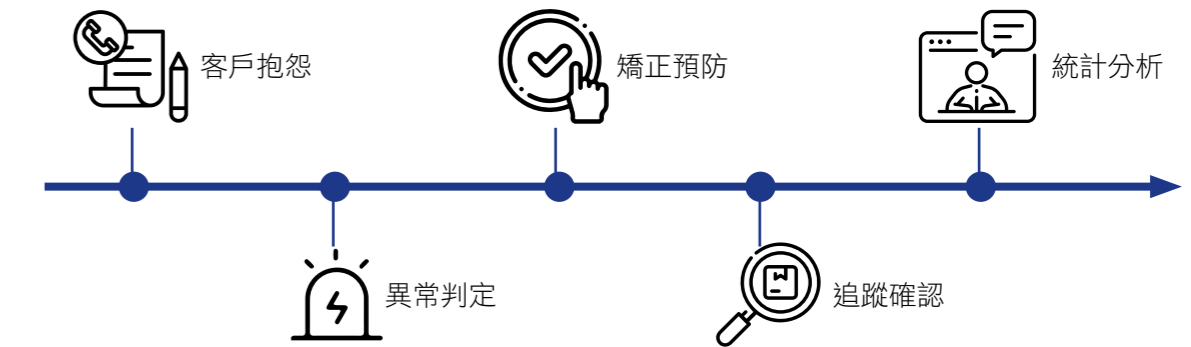 客戶抱怨
異常判定
矯正預防
追蹤確認
統計分析